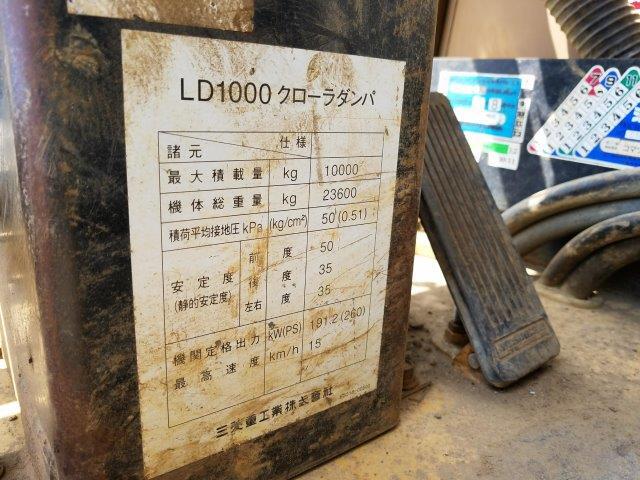 LD1000 クローラダンパ
諸元 仕様
最大積載量 kg 10000
機体総重量 kg 23600
積荷平均接地圧 kPa (kg/cm²) 50 (0.51)
安定度 (静的安定度) 前 度 50
後 度 35
左右 度 35
機関定格出力 kW(PS) 191.2 (260)
最高速度 km/h 15
三菱重工業株式会社